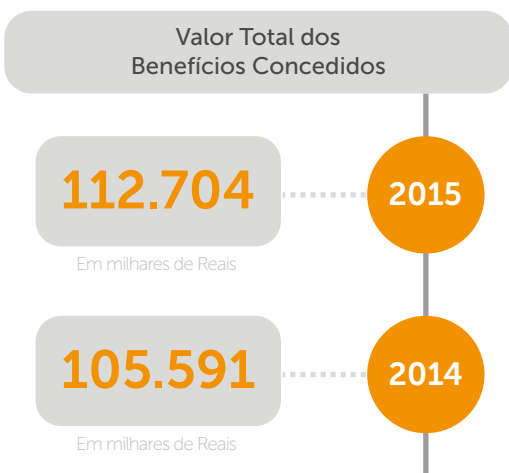 Valor Total dos
Benefícios Concedidos
112.704
2015
Em milhares de Reais
105.591
2014
Em milhares de Reais